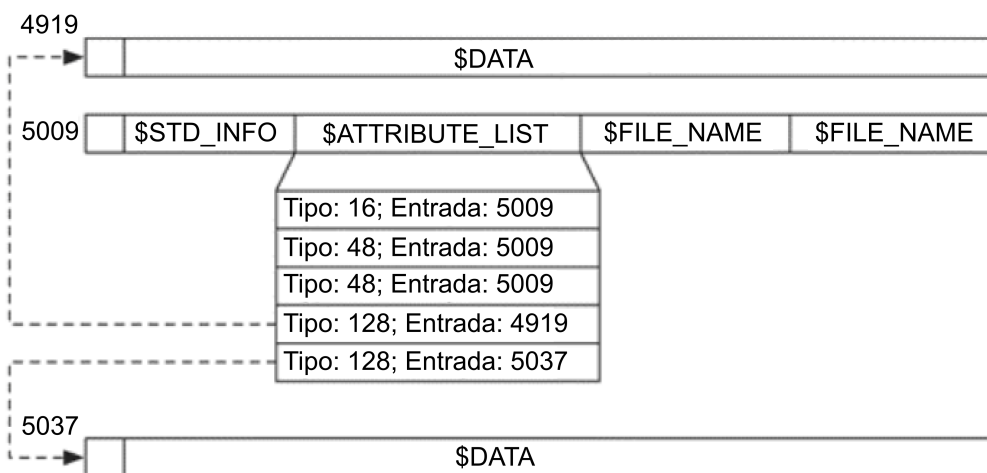 4919
$DATA
5009 $STD_INFO $ATTRIBUTE_LIST $FILE_NAME $FILE_NAME
Tipo: 16; Entrada: 5009
Tipo: 48; Entrada: 5009
Tipo: 48; Entrada: 5009
Tipo: 128; Entrada: 4919
Tipo: 128; Entrada: 5037
5037
$DATA